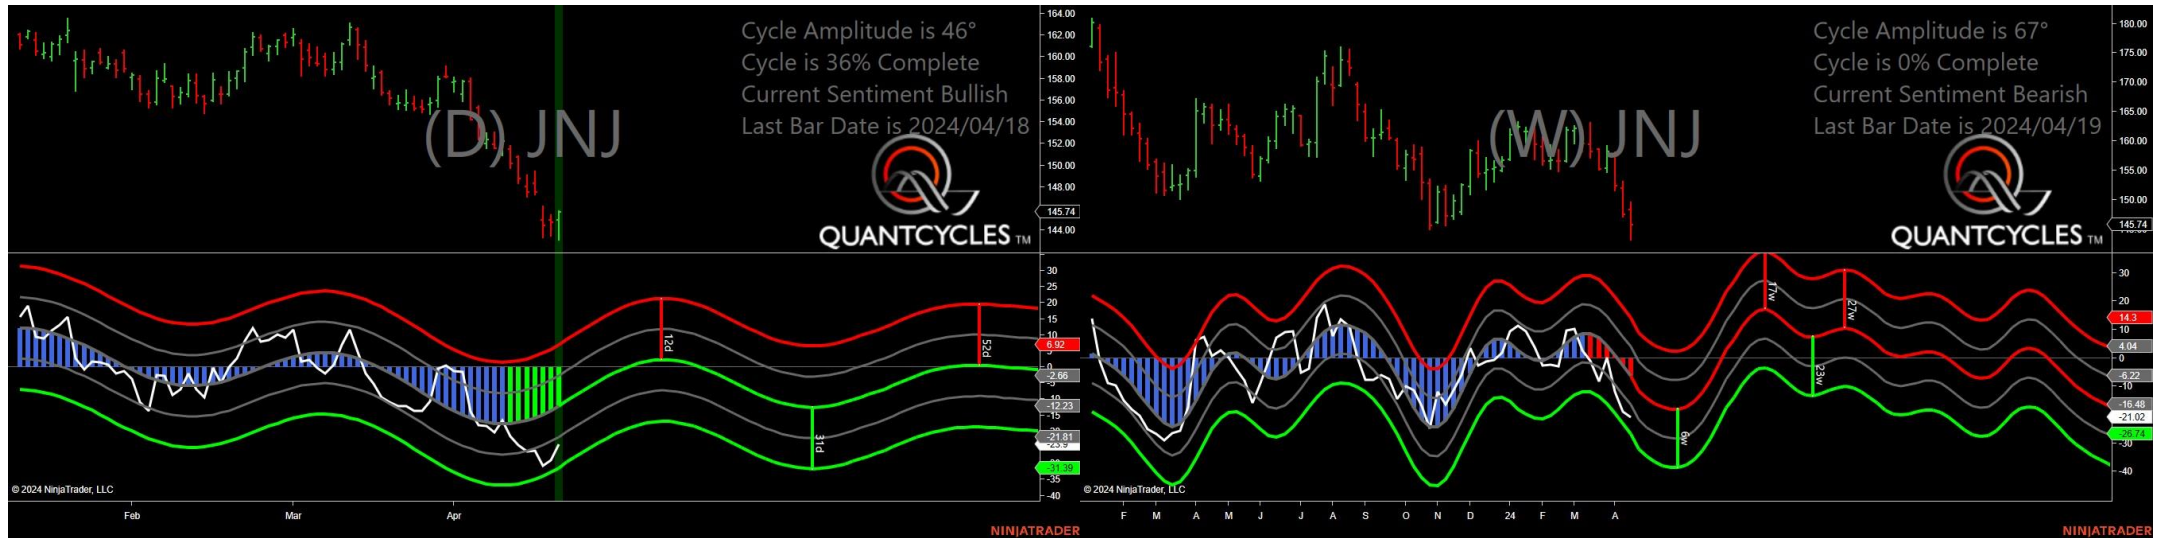 Cycle Amplitude is 46°
Cycle is 36% Complete
Current Sentiment Bullish
Last Bar Date is 2024/04/18
(D) JNJ
QUANTCYCLES TM
164.00
162.00
160.00
158.00
156.00
154.00
152.00
150.00
148.00
145.74
144.00
30
25
20
15
10
6.92
0
-2.66
-5
-12.23
-15
-21.81
-31.39
-35
-40
12d
31d
52d
© 2024 NinjaTrader, LLC
Feb Mar Apr
NINJATRADER
Cycle Amplitude is 67°
Cycle is 0% Complete
Current Sentiment Bearish
Last Bar Date is 2024/04/19
(W) JNJ
QUANTCYCLES TM
180.00
175.00
170.00
165.00
160.00
155.00
150.00
145.74
30
20
14.3
10
4.04
0
-6.22
-10
-16.48
-21.02
-26.74
-30
-40
17w
27w
23w
6w
© 2024 NinjaTrader, LLC
F M A M J J A S O N D 24 F M A
NINJATRADER